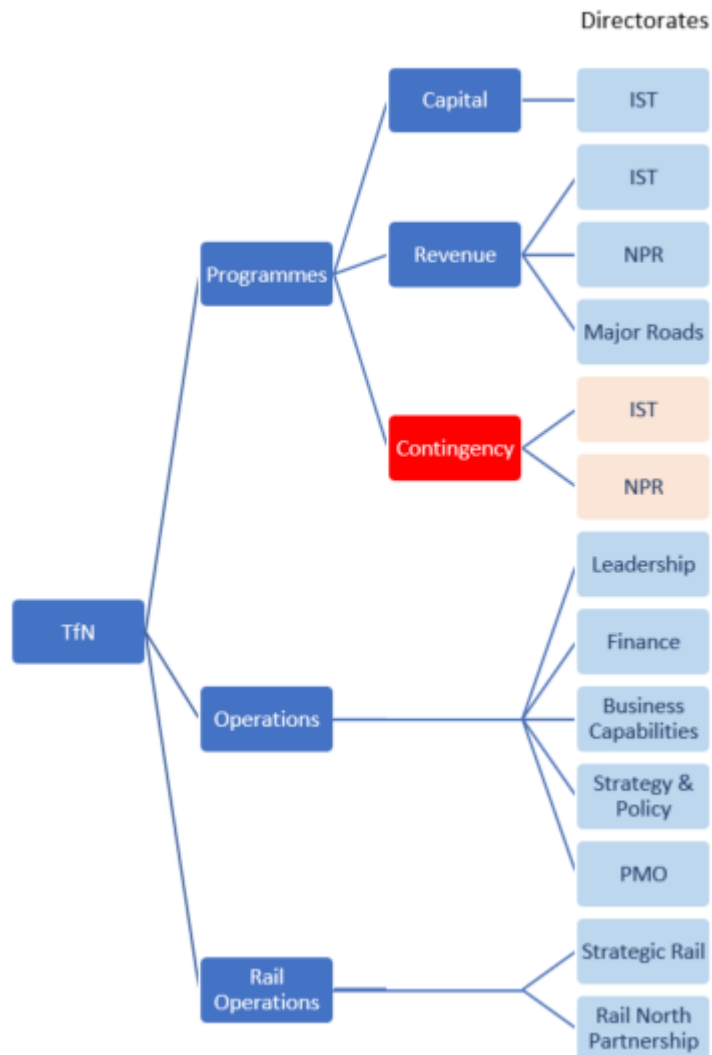 Directorates
Capital
IST
IST
Programmes
Revenue
NPR
Major Roads
IST
Contingency
NPR
Leadership
TfN
Finance
Operations
Business
Capabilities
Strategy &
Policy
PMO
Strategic Rail
Rail
Operations
Rail North
Partnership